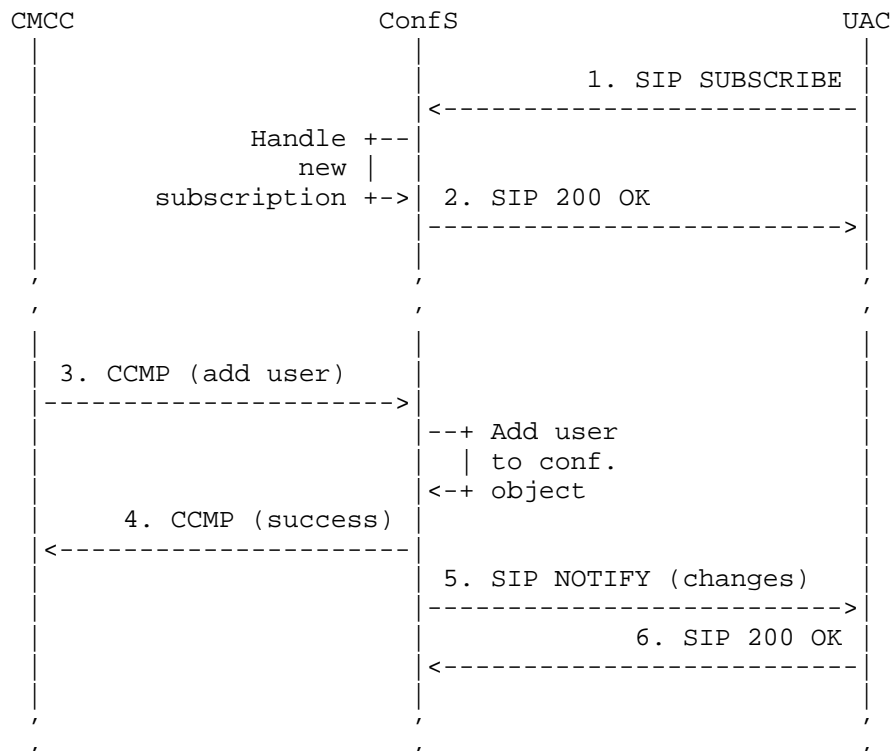 CMCC ConfS UAC
1. SIP SUBSCRIBE
Handle
new
subscription 2. SIP 200 OK
3. CCMP (add user)
Add user
to conf.
object
4. CCMP (success)
5. SIP NOTIFY (changes)
6. SIP 200 OK